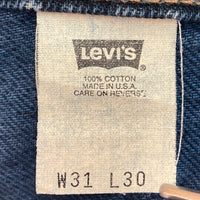 Levi's®
100% COTTON
MADE IN U.S.A.
CARE ON REVERSE
W31 L30